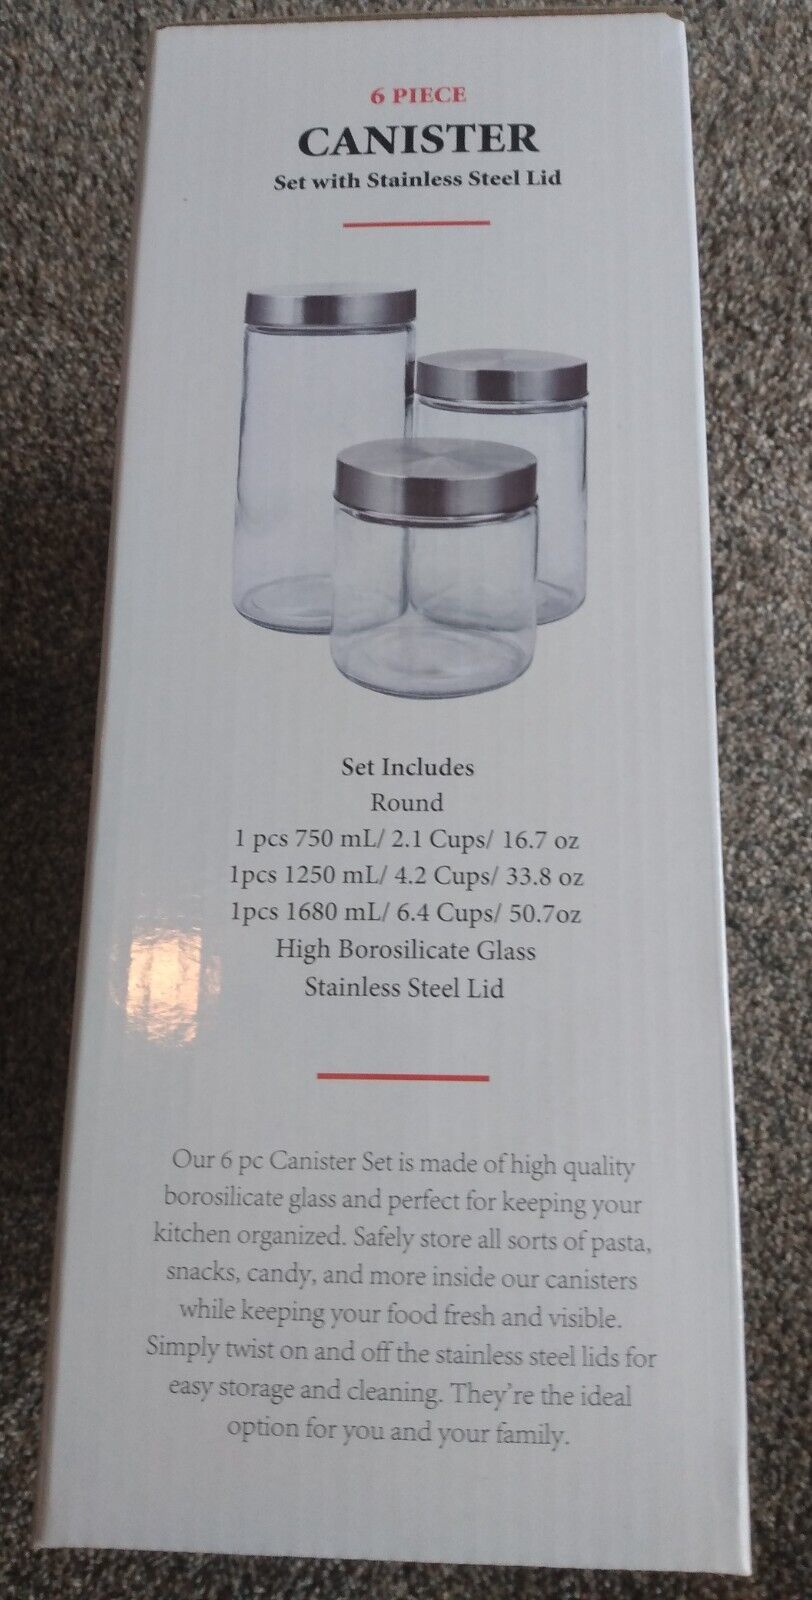 6 PIECE
CANISTER
Set with Stainless Steel Lid
Set Includes
Round
1 pcs 750 mL/ 2.1 Cups/ 16.7 oz
1pcs 1250 mL/ 4.2 Cups/ 33.8 oz
1pcs 1680 mL/ 6.4 Cups/ 50.7oz
High Borosilicate Glass
Stainless Steel Lid
Our 6 pc Canister Set is made of high quality
borosilicate glass and perfect for keeping your
kitchen organized. Safely store all sorts of pasta,
snacks, candy, and more inside our canisters
while keeping your food fresh and visible.
Simply twist on and off the stainless steel lids for
easy storage and cleaning. They're the ideal
option for you and your family.